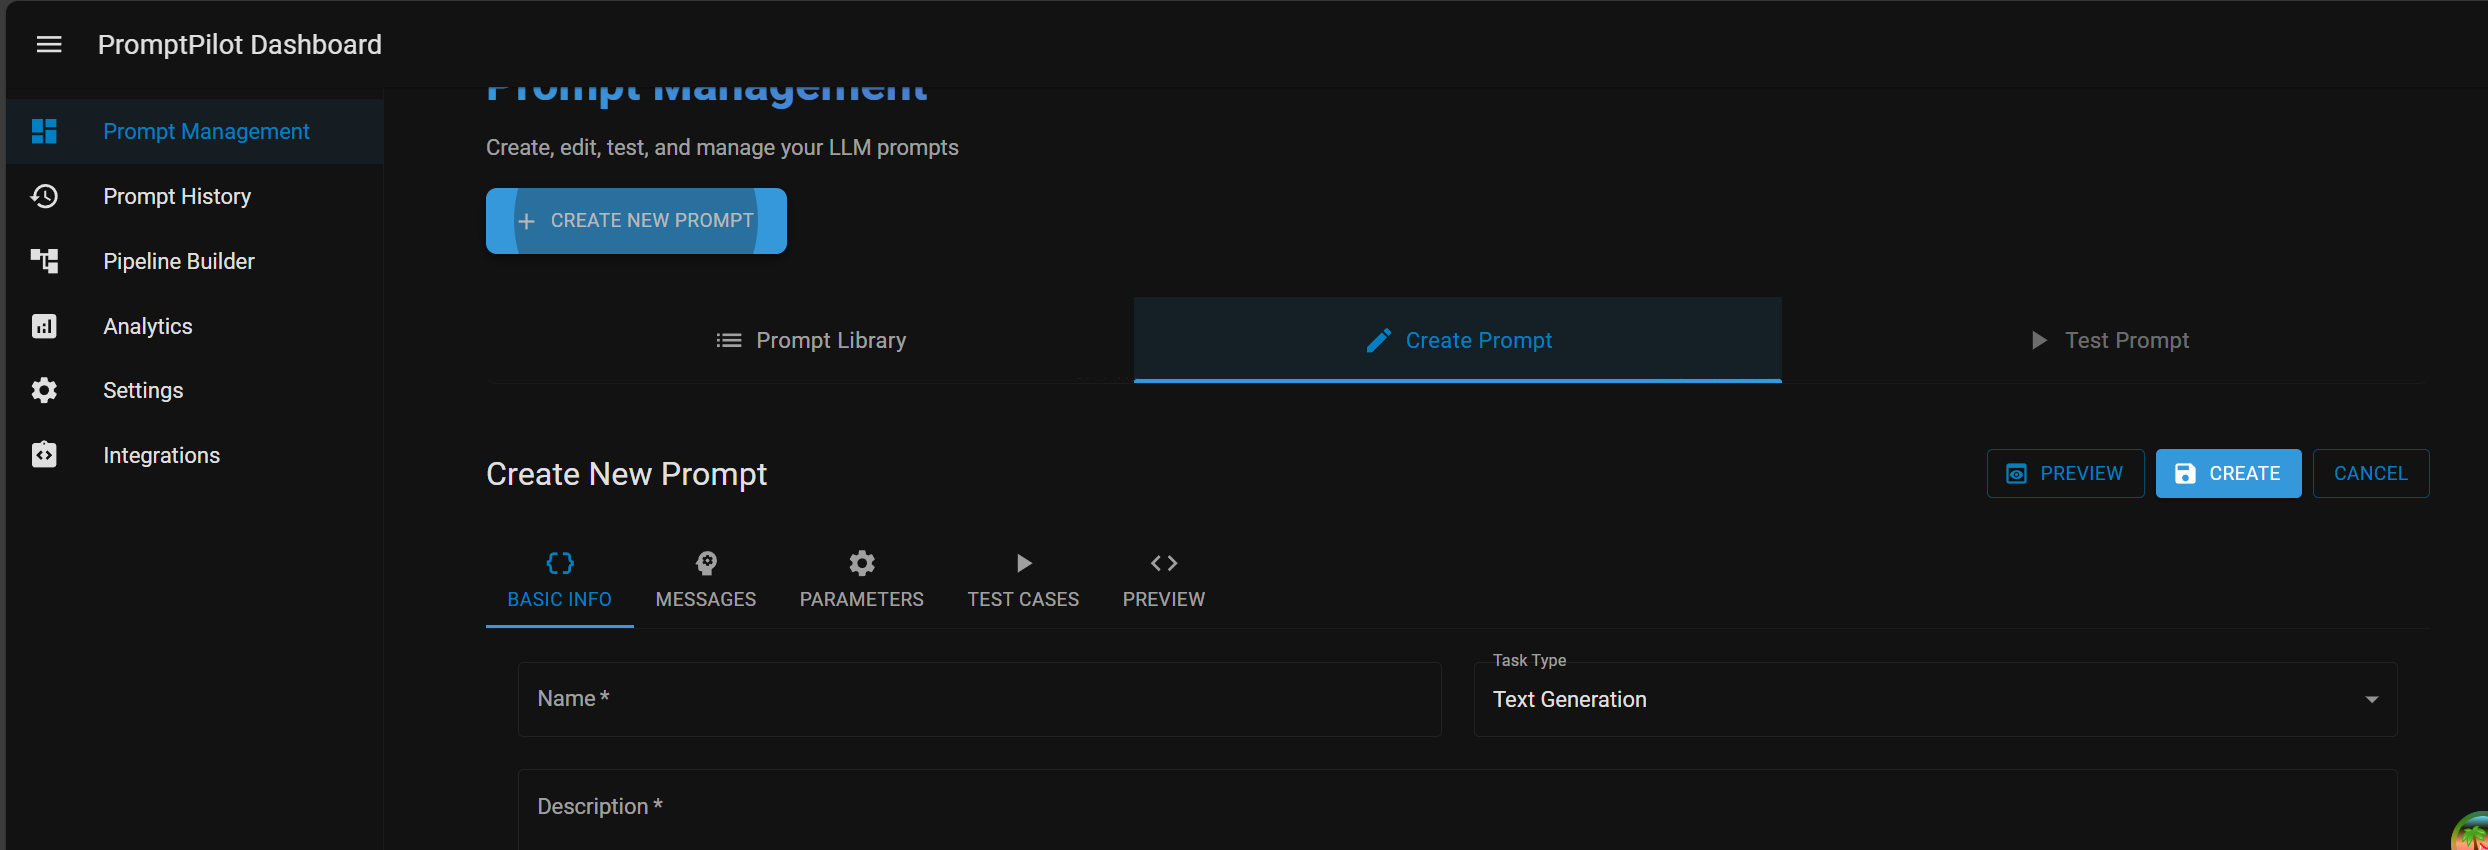 PromptPilot Dashboard
Prompt Management
Prompt History
Pipeline Builder
Analytics
Settings
Integrations
Prompt Management
Create, edit, test, and manage your LLM prompts
CREATE NEW PROMPT
Prompt Library
Create Prompt
Test Prompt
Create New Prompt
PREVIEW
CREATE
CANCEL
BASIC INFO
MESSAGES
PARAMETERS
TEST CASES
PREVIEW
Name *
Task Type
Text Generation
Description *